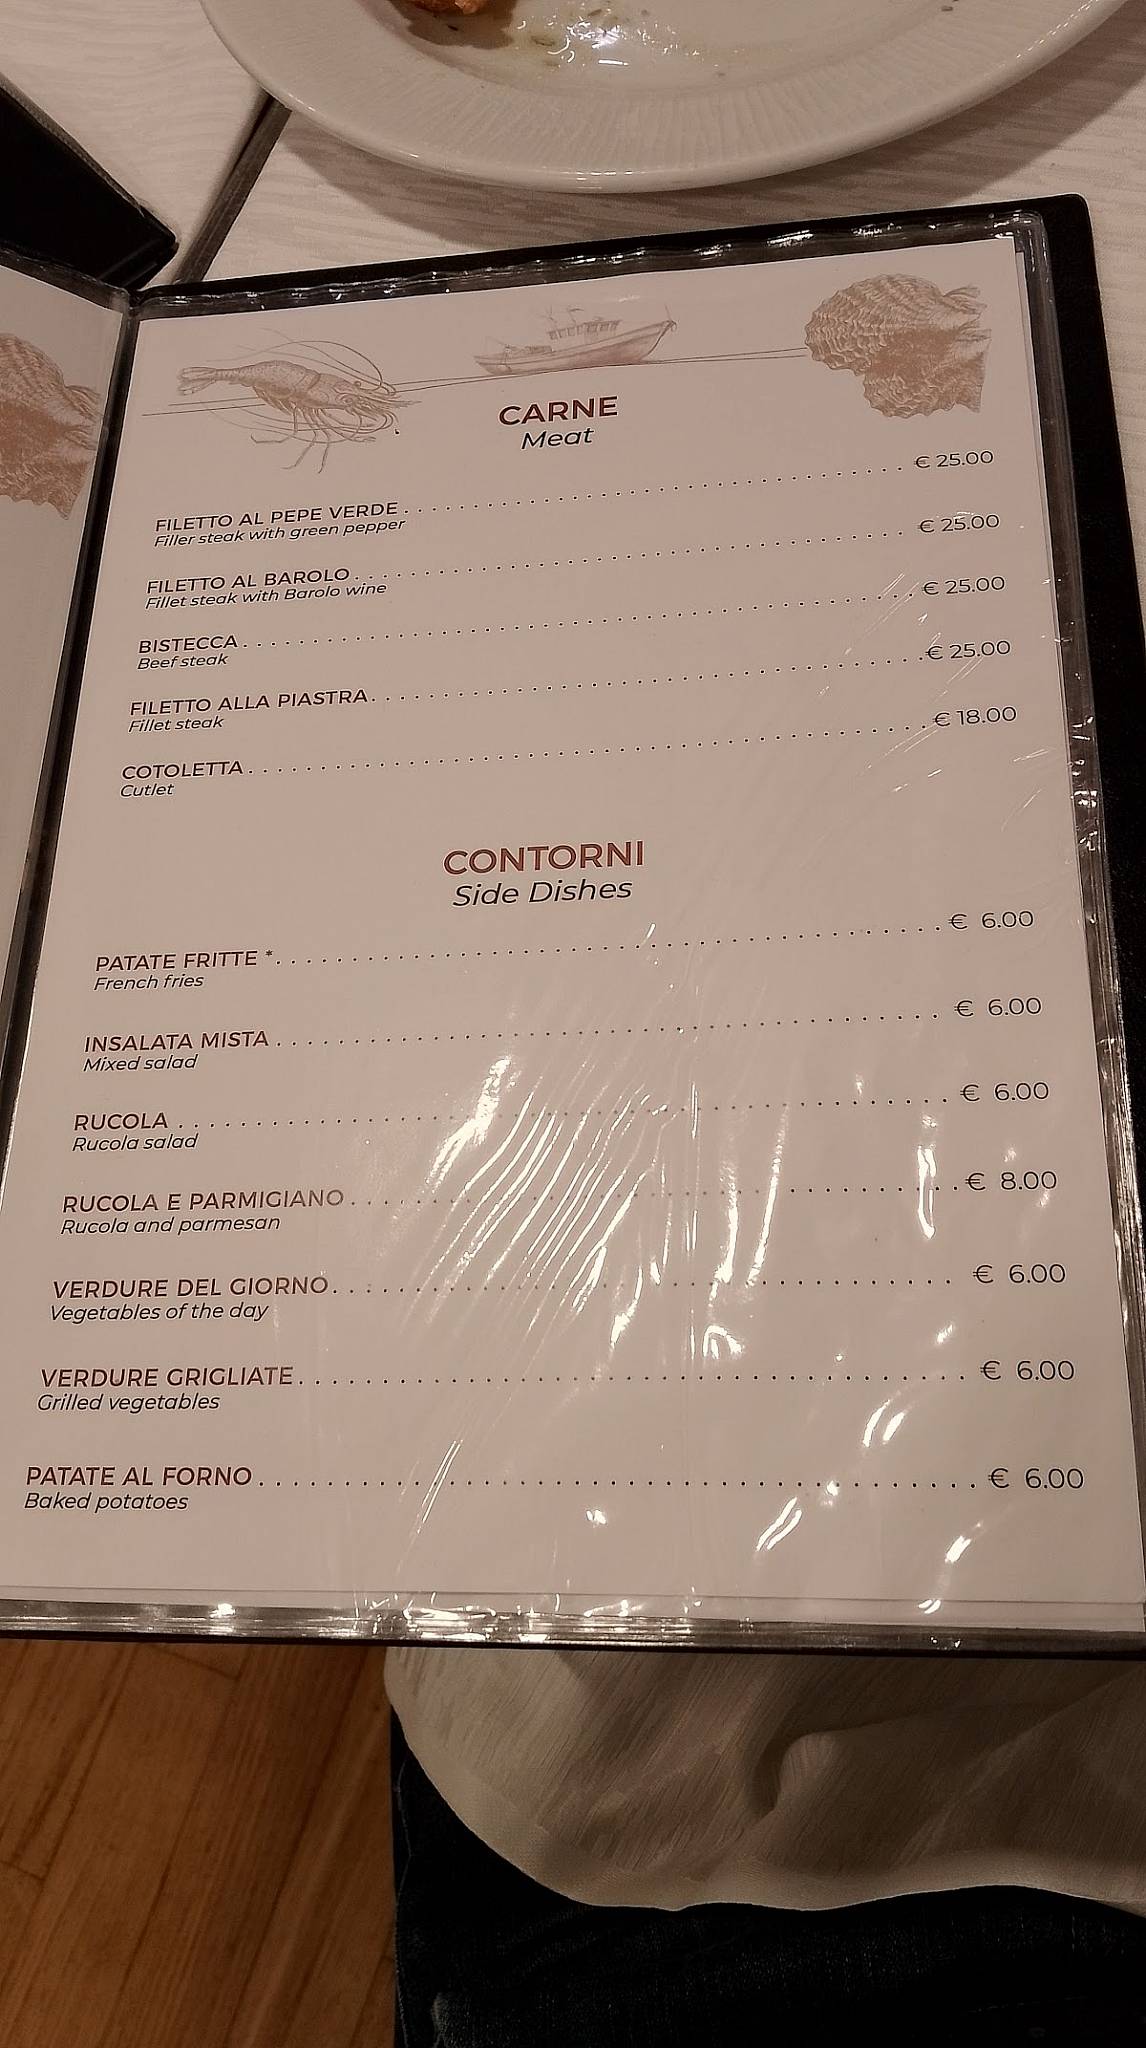 CARNE
Meat
FILETTO AL PEPE VERDE . . . . . . . . . . . . . . . . . . . . . . . . . . . . . . . . . . . . € 25.00
Filler steak with green pepper
FILETTO AL BAROLO . . . . . . . . . . . . . . . . . . . . . . . . . . . . . . . . . . . . € 25.00
Fillet steak with Barolo wine
BISTECCA . . . . . . . . . . . . . . . . . . . . . . . . . . . . . . . . . . . . € 25.00
Beef steak
FILETTO ALLA PIASTRA . . . . . . . . . . . . . . . . . . . . . . . . . . . . . . . . . . . . € 25.00
Fillet steak
COTOLETTA . . . . . . . . . . . . . . . . . . . . . . . . . . . . . . . . . . . . € 18.00
Cutlet
CONTORNI
Side Dishes
PATATE FRITTE * . . . . . . . . . . . . . . . . . . . . . . . . . . . . . . . . . . . . € 6.00
French fries
INSALATA MISTA . . . . . . . . . . . . . . . . . . . . . . . . . . . . . . . . . . . . € 6.00
Mixed salad
RUCOLA . . . . . . . . . . . . . . . . . . . . . . . . . . . . . . . . . . . . € 6.00
Rucola salad
RUCOLA E PARMIGIANO . . . . . . . . . . . . . . . . . . . . . . . . . . . . . . . . . . . . € 8.00
Rucola and parmesan
VERDURE DEL GIORNO . . . . . . . . . . . . . . . . . . . . . . . . . . . . . . . . . . . . € 6.00
Vegetables of the day
VERDURE GRIGLIATE . . . . . . . . . . . . . . . . . . . . . . . . . . . . . . . . . . . . € 6.00
Grilled vegetables
PATATE AL FORNO . . . . . . . . . . . . . . . . . . . . . . . . . . . . . . . . . . . . € 6.00
Baked potatoes